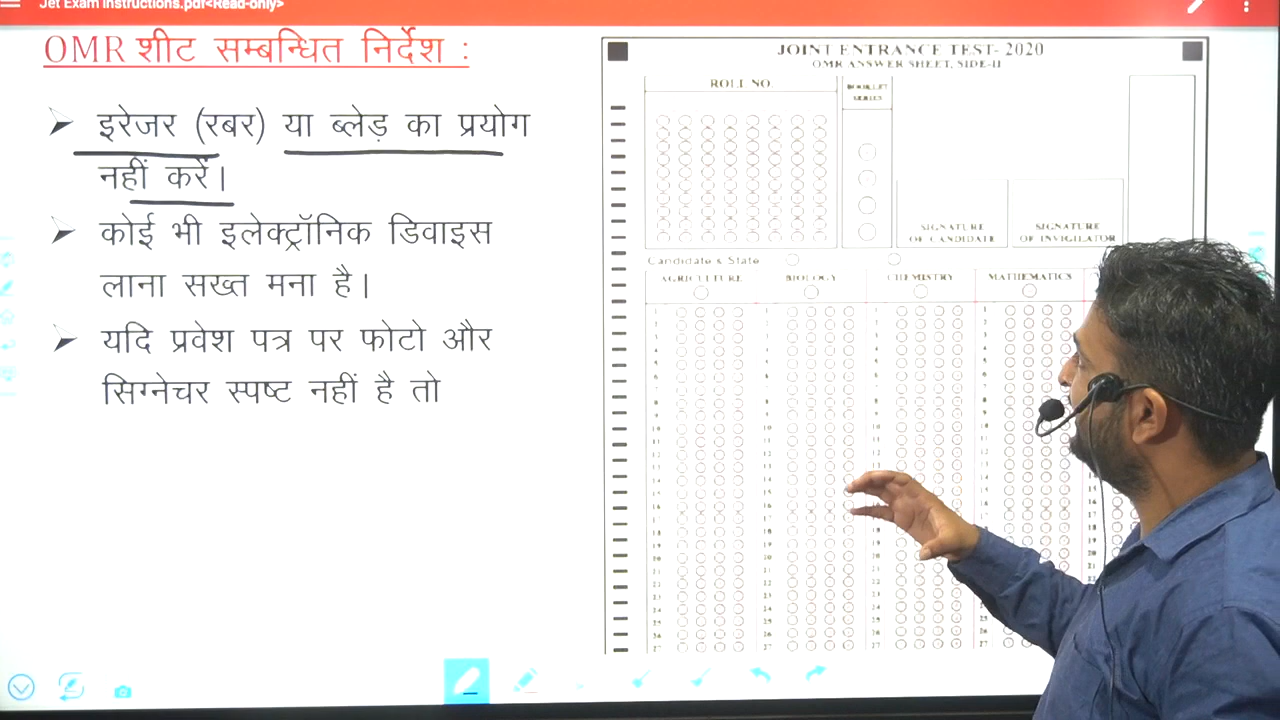 Jet Exam Instructions.pdf<Read-only>
OMR शीट सम्बन्धित निर्देश :
इरेजर (रबर) या ब्लेड़ का प्रयोग
नहीं करें।
कोई भी इलेक्ट्रॉनिक डिवाइस
लाना सख्त मना है।
यदि प्रवेश पत्र पर फोटो और
सिग्नेचर स्पष्ट नहीं है तो
JOINT ENTRANCE TEST- 2020
OMR ANSWER SHEET, SIDE-II
ROLL NO.
BOOKLET
SERIES
SIGNATURE
OF CANDIDATE
SIGNATURE
OF INVIGILATOR
Candidate's State
AGRICULTURE BIOLOGY CHEMISTRY MATHEMATICS